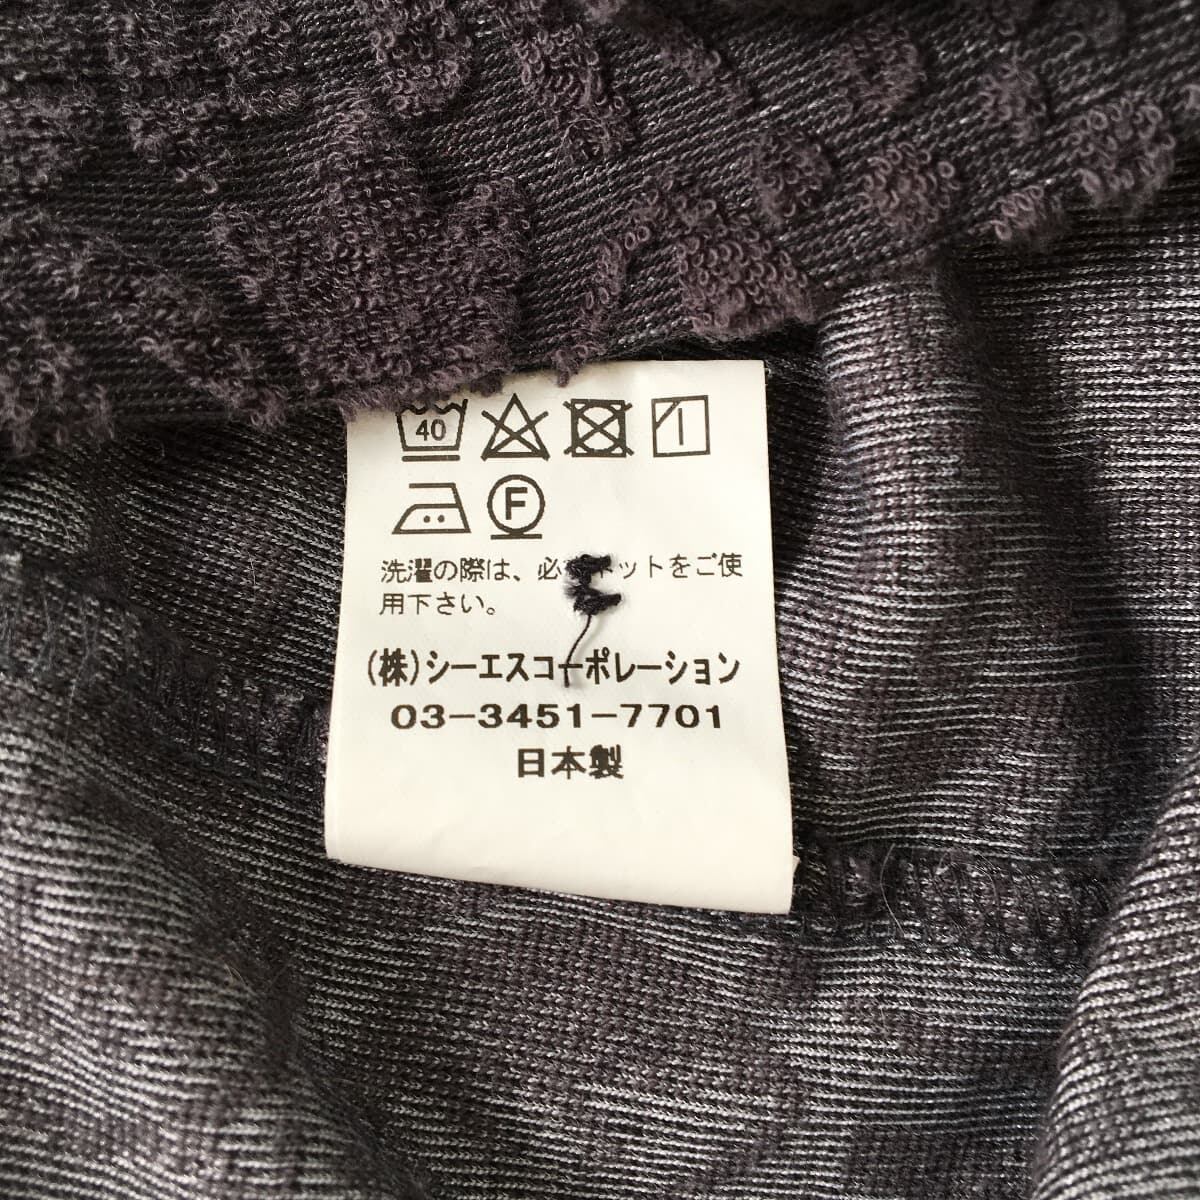 40
F
洗濯の際は、必 ットをご使
用下さい。
(株)シーエスコーポレーション
03-3451-7701
日本製